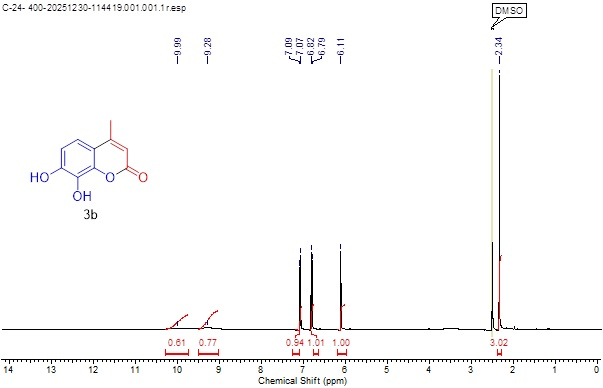 C-24- 400-20251230-114419.001.001.1r.esp
DMSO
9.99
9.28
7.09
7.07
6.82
6.79
6.11
2.34
HO
OH
O
O
3b
0.61
0.77
0.94
1.01
1.00
3.02
14 13 12 11 10 9 8 7 6 5 4 3 2 1 0
Chemical Shift (ppm)